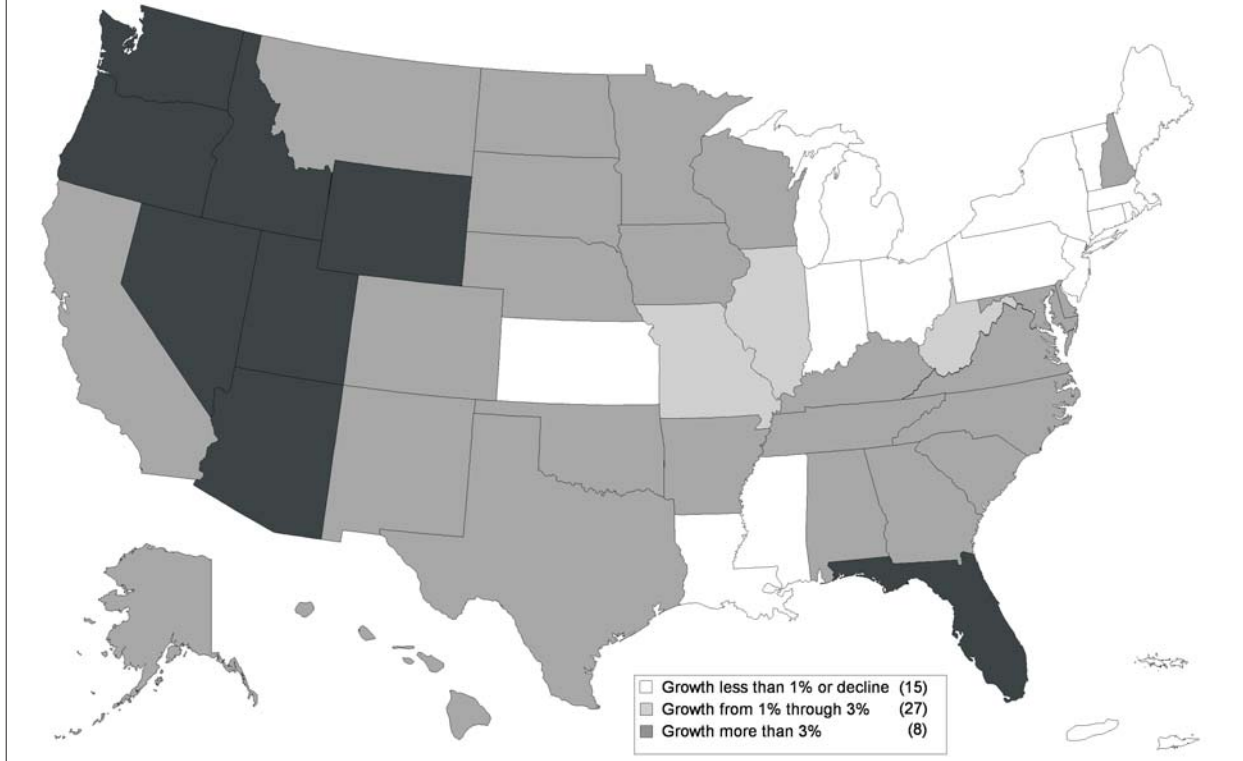 Growth less than 1% or decline (15)
Growth from 1% through 3% (27)
Growth more than 3% (8)